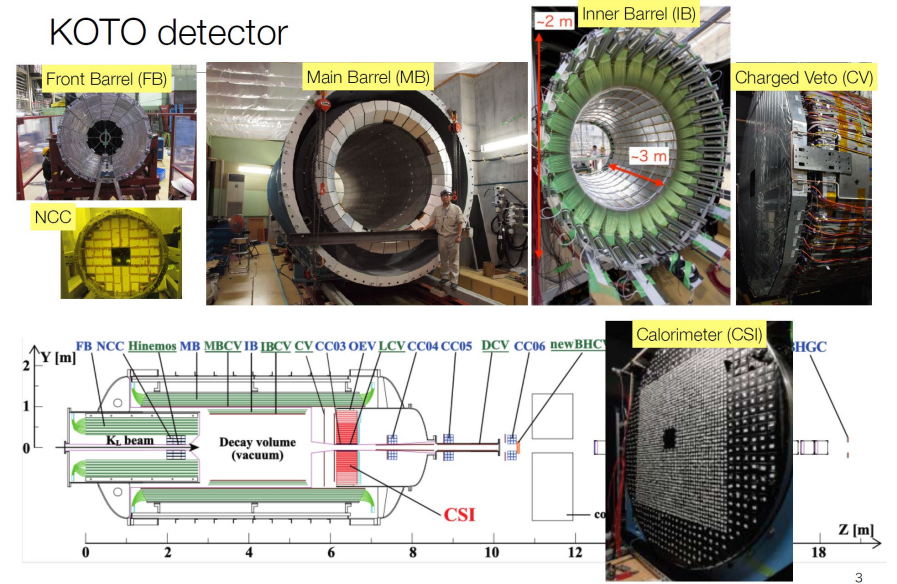 KOTO detector
Inner Barrel (IB)
~2 m
Front Barrel (FB)
Main Barrel (MB)
Charged Veto (CV)
~3 m
NCC
Calorimeter (CSI)
FB NCC Hinemos MB MBCV IB IBCV CV CC03 OEV LCV CC04 CC05 DCV CC06 newBHCV BHGC
Y [m]
2
1
0
K_L beam
Decay volume
(vacuum)
CSI
Z [m]
0 2 4 6 8 10 12 18
3